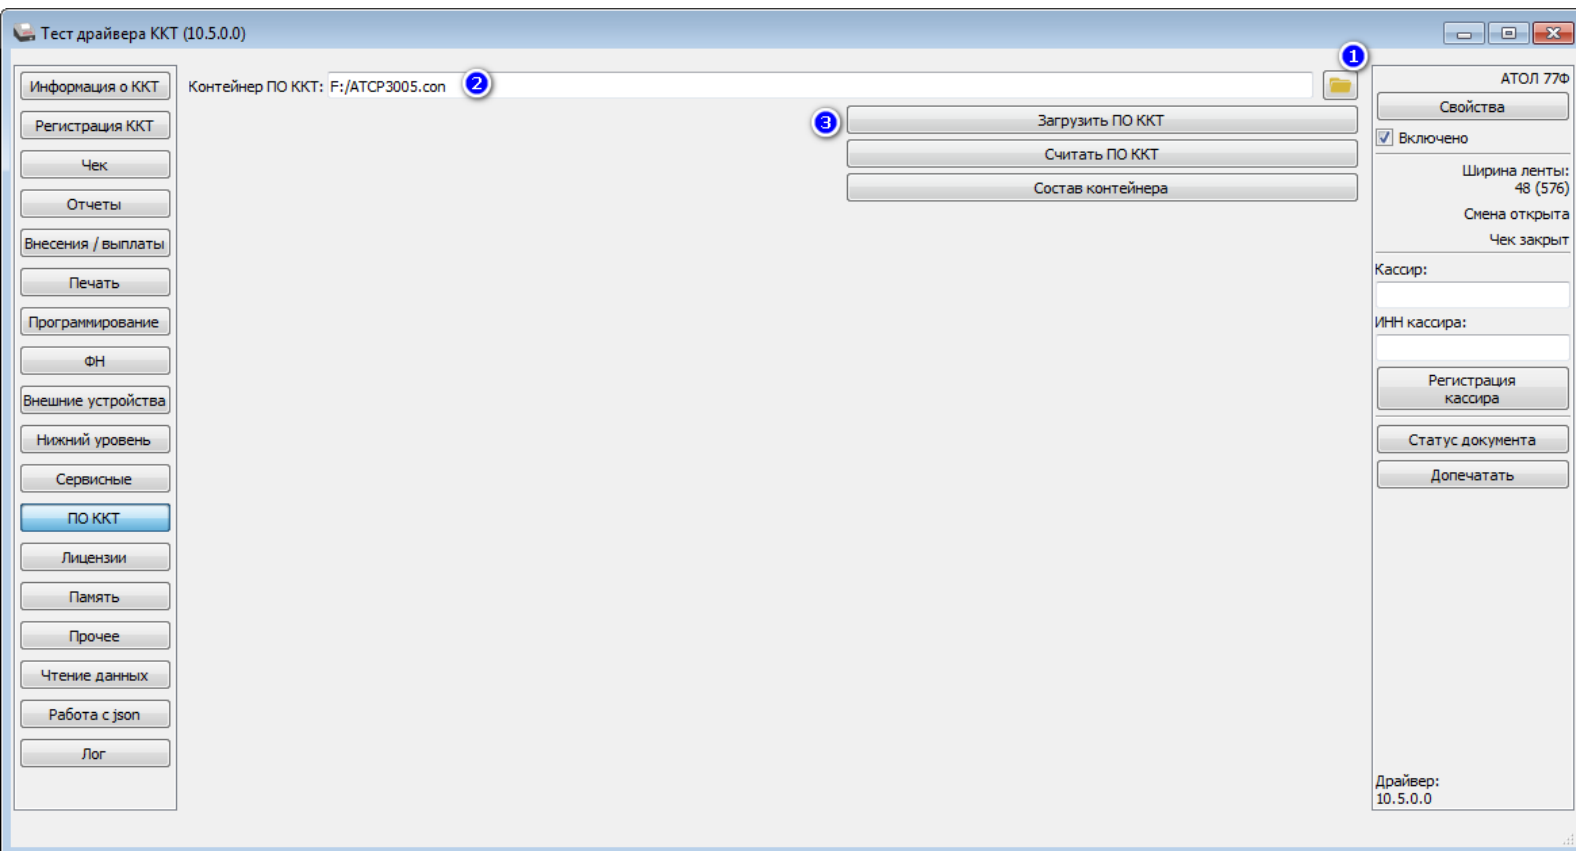 Тест драйвера ККТ (10.5.0.0)
Информация о ККТ
Регистрация ККТ
Чек
Отчеты
Внесения / выплаты
Печать
Программирование
ФН
Внешние устройства
Нижний уровень
Сервисные
ПО ККТ
Лицензии
Память
Прочее
Чтение данных
Работа с json
Лог
Контейнер ПО ККТ: F:/ATCP3005.con 2
1
3 Загрузить ПО ККТ
Считать ПО ККТ
Состав контейнера
АТОЛ 77Ф
Свойства
Включено
Ширина ленты:
48 (576)
Смена открыта
Чек закрыт
Кассир:
ИНН кассира:
Регистрация
кассира
Статус документа
Допечатать
Драйвер:
10.5.0.0